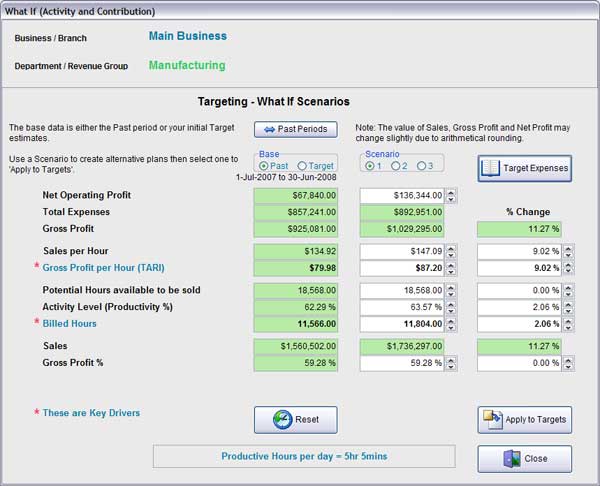 What If (Activity and Contribution)
Business / Branch Main Business
Department / Revenue Group Manufacturing
Targeting - What If Scenarios
The base data is either the Past period or your initial Target estimates.
Past Periods
Note: The value of Sales, Gross Profit and Net Profit may change slightly due to arithmetical rounding.
Use a Scenario to create alternative plans then select one to 'Apply to Targets'.
Base
Past Target
1-Jul-2007 to 30-Jun-2008
Scenario
1 2 3
Target Expenses
Net Operating Profit $67,840.00 $136,344.00
Total Expenses $857,241.00 $892,951.00 % Change
Gross Profit $925,081.00 $1,029,295.00 11.27 %
Sales per Hour $134.92 $147.09 9.02 %
* Gross Profit per Hour (TARI) $79.98 $87.20 9.02 %
Potential Hours available to be sold 18,568.00 18,568.00 0.00 %
Activity Level (Productivity %) 62.29 % 63.57 % 2.06 %
* Billed Hours 11,566.00 11,804.00 2.06 %
Sales $1,560,502.00 $1,736,297.00 11.27 %
Gross Profit % 59.28 % 59.28 % 0.00 %
* These are Key Drivers
Reset
Apply to Targets
Productive Hours per day = 5hr 5mins
Close